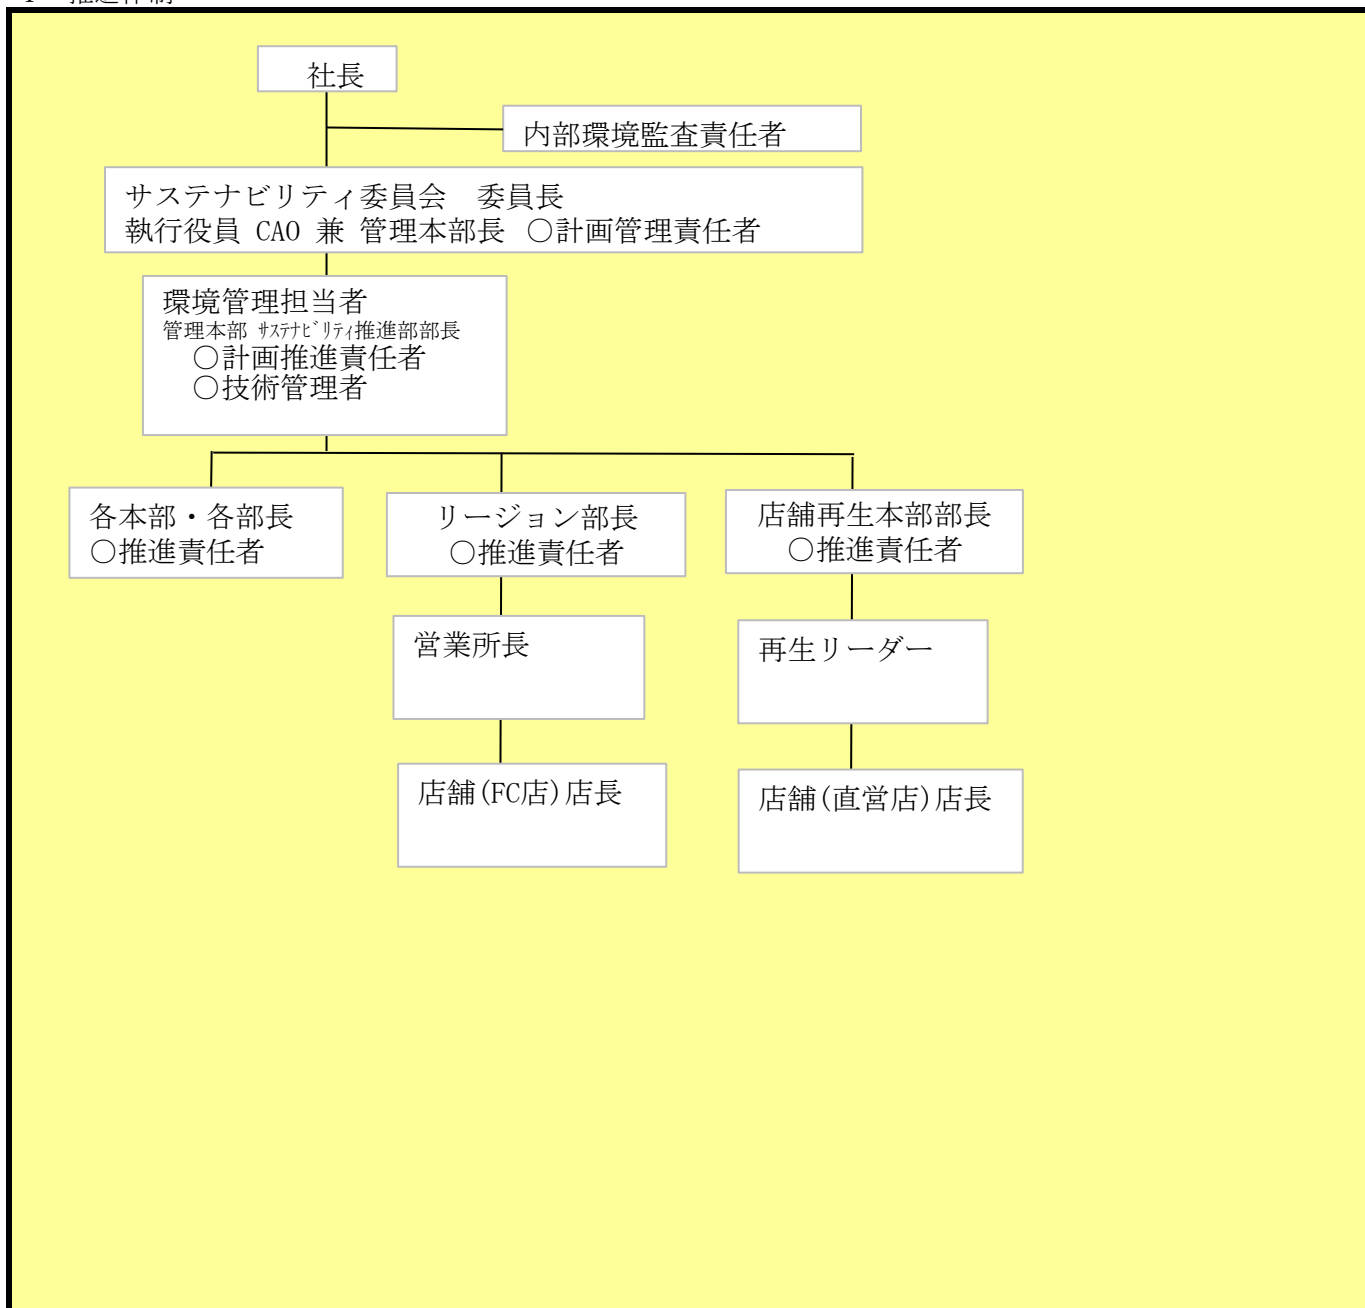 社長
内部環境監査責任者
サステナビリティ委員会　委員長
執行役員 CAO 兼 管理本部長 ○計画管理責任者
環境管理担当者
管理本部 ｻｽﾃﾅﾋﾞﾘﾃｨ推進部部長
○計画推進責任者
○技術管理者
各本部・各部長
○推進責任者
リージョン部長
○推進責任者
店舗再生本部部長
○推進責任者
営業所長
再生リーダー
店舗(FC店)店長
店舗(直営店)店長